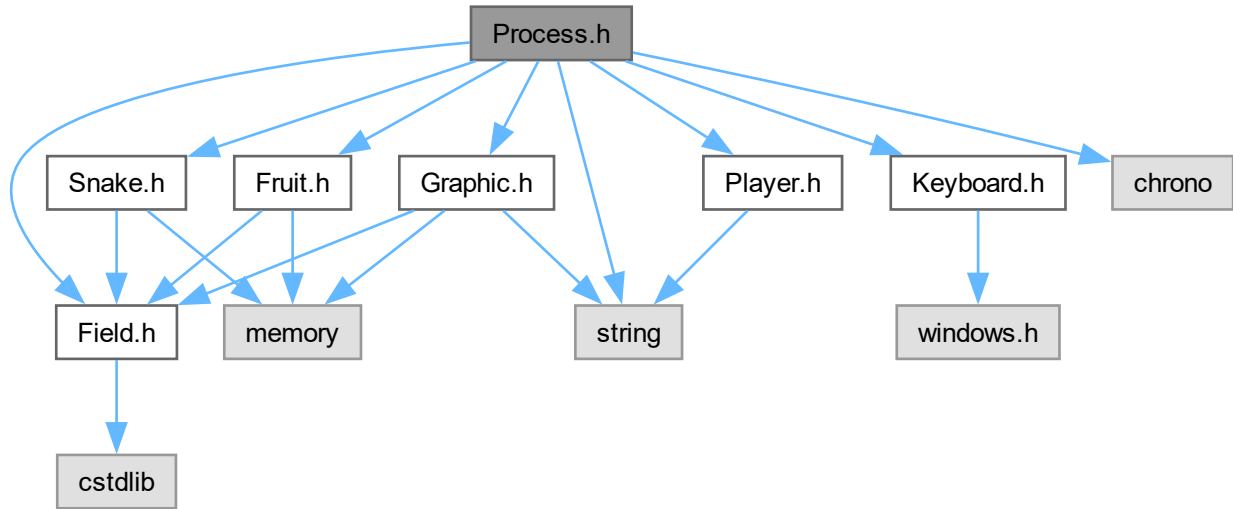 Process.h
Snake.h
Fruit.h
Graphic.h
Player.h
Keyboard.h
chrono
Field.h
memory
string
windows.h
cstdlib